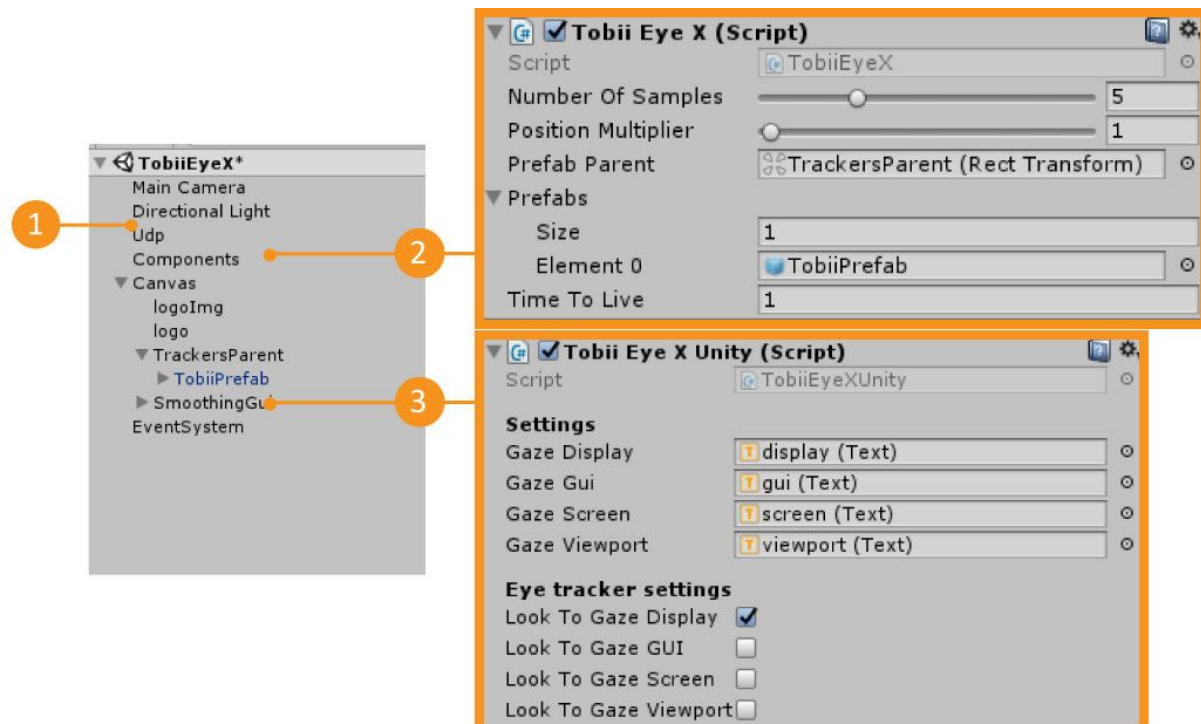 TobiiEyeX*
Main Camera
Directional Light
1
Udp
Components
Canvas
logoImg
logo
TrackersParent
TobiiPrefab
SmoothingGui
EventSystem
2
Tobii Eye X (Script)
Script TobiiEyeX
Number Of Samples 5
Position Multiplier 1
Prefab Parent TrackersParent (Rect Transform)
Prefabs
Size 1
Element 0 TobiiPrefab
Time To Live 1
3
Tobii Eye X Unity (Script)
Script TobiiEyeXUnity
Settings
Gaze Display display (Text)
Gaze Gui gui (Text)
Gaze Screen screen (Text)
Gaze Viewport viewport (Text)
Eye tracker settings
Look To Gaze Display
Look To Gaze GUI
Look To Gaze Screen
Look To Gaze Viewport